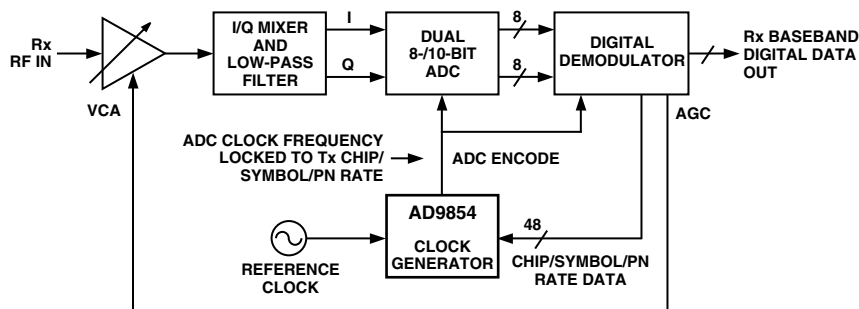 Rx
RF IN
VCA
I/Q MIXER
AND
LOW-PASS
FILTER
I
Q
DUAL
8-/10-BIT
ADC
8
8
DIGITAL
DEMODULATOR
Rx BASEBAND
DIGITAL DATA
OUT
AGC
ADC CLOCK FREQUENCY
LOCKED TO Tx CHIP/
SYMBOL/PN RATE
ADC ENCODE
AD9854
CLOCK
GENERATOR
48
CHIP/SYMBOL/PN
RATE DATA
REFERENCE
CLOCK